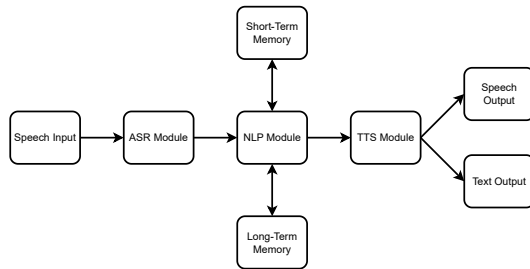 Short-Term
Memory
Speech
Output
Speech Input
ASR Module
NLP Module
TTS Module
Text Output
Long-Term
Memory